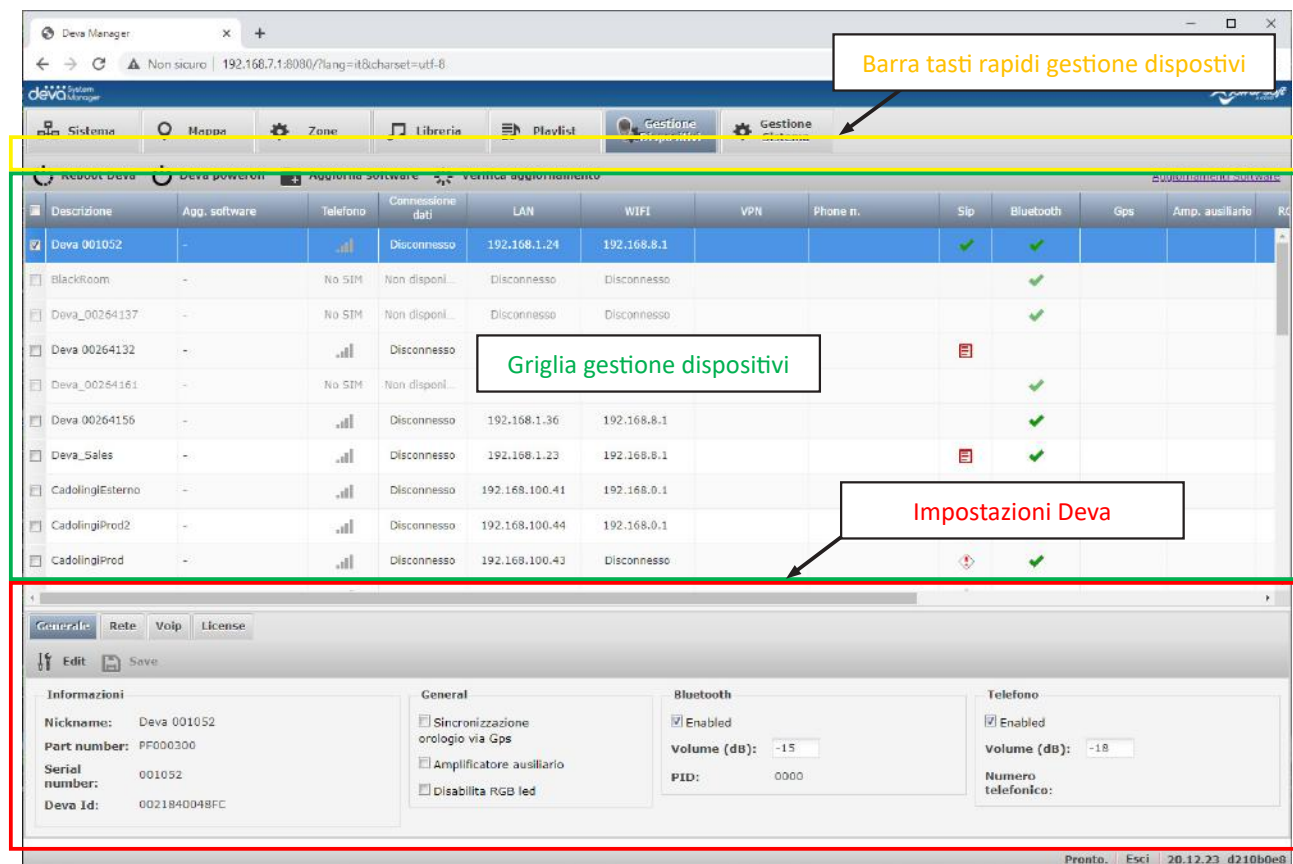 Deva Manager
Non sicuro | 192.168.7.1:8080/?lang=it&charset=utf-8
Barra tasti rapidi gestione dispostivi
deva System Manager
Sistema Mappa Zone Libreria Playlist Gestione Dispositivi Gestione Sistema
Reboot Deva Deva poweron Aggiorna software Verifica aggiornamento Aggiornamenti Software
Descrizione Agg. software Telefono Connessione dati LAN WIFI VPN Phone n. Sip Bluetooth Gps Amp. ausiliario
Deva 001052 - Disconnesso 192.168.1.24 192.168.8.1
BlackRoom - No SIM Non disponi... Disconnesso Disconnesso
Deva_00264137 - No SIM Non disponi... Disconnesso Disconnesso
Deva 00264132 - Disconnesso
Griglia gestione dispositivi
Deva_00264161 - No SIM Non disponi...
Deva 00264156 - Disconnesso 192.168.1.36 192.168.8.1
Deva_Sales - Disconnesso 192.168.1.23 192.168.8.1
CadolingiEsterno - Disconnesso 192.168.100.41 192.168.0.1
Impostazioni Deva
CadolingiProd2 - Disconnesso 192.168.100.44 192.168.0.1
CadolingiProd - Disconnesso 192.168.100.43 Disconnesso
Generale Rete Voip License
Edit Save
Informazioni
Nickname: Deva 001052
Part number: PF000300
Serial number: 001052
Deva Id: 0021840048FC
General
Sincronizzazione
orologio via Gps
Amplificatore ausiliario
Disabilita RGB led
Bluetooth
Enabled
Volume (dB): -15
PID: 0000
Telefono
Enabled
Volume (dB): -18
Numero
telefonico:
Pronto. Esci 20.12.23 d210b0e8